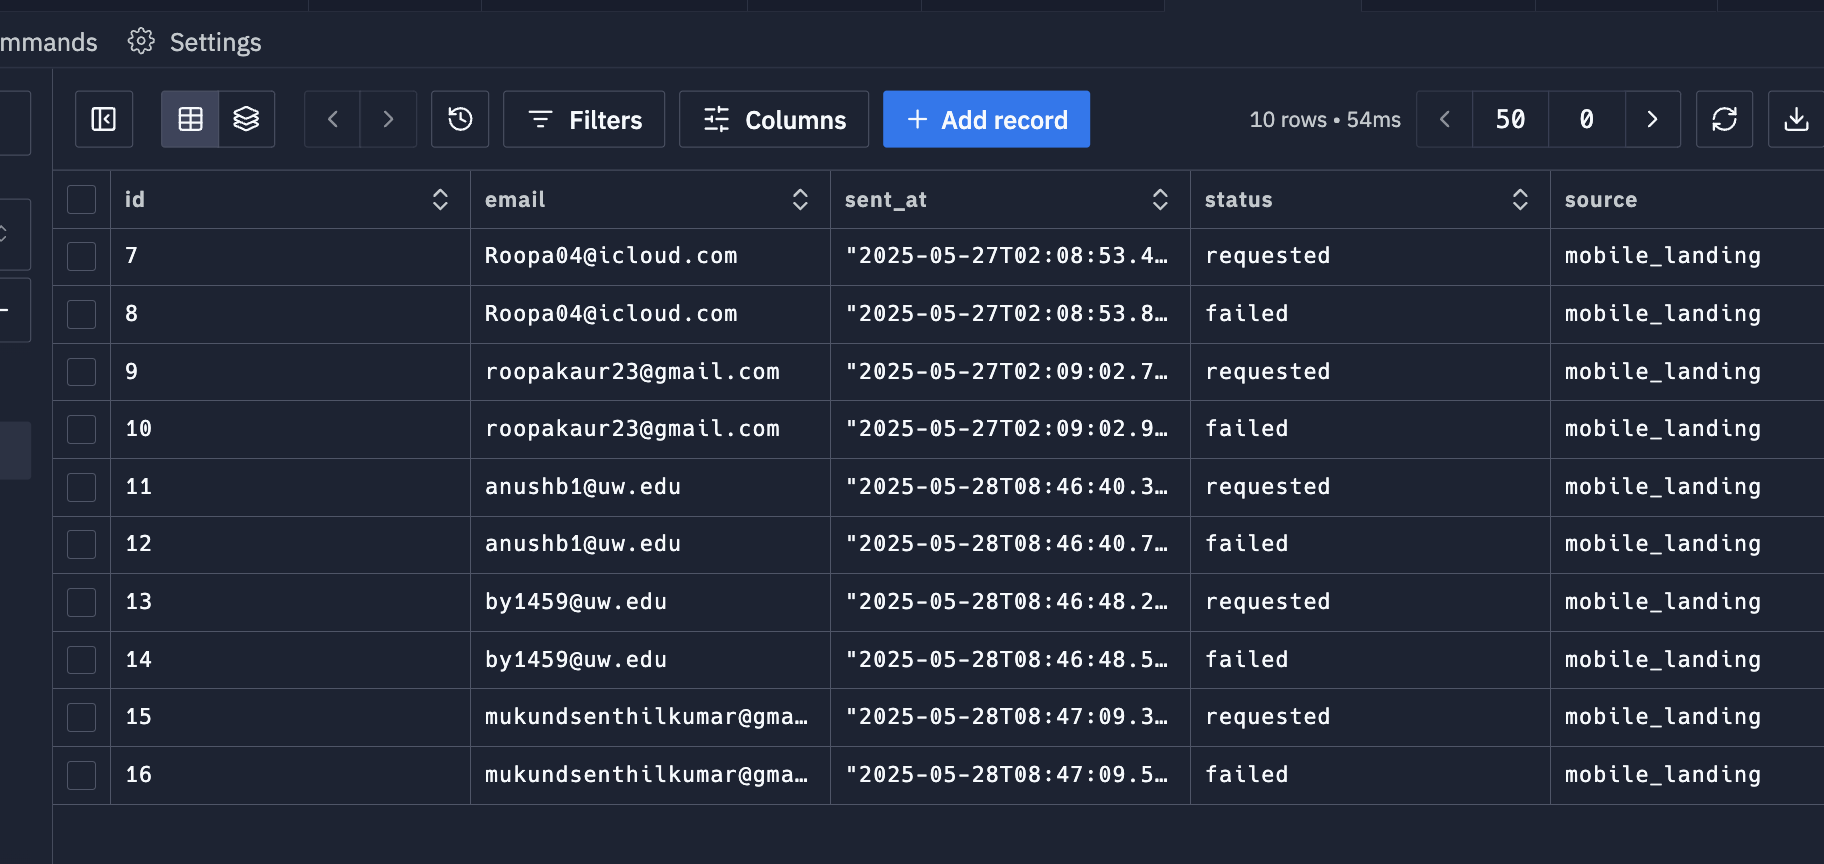 mmands Settings
Filters Columns + Add record 10 rows • 54ms 50 0
id email sent_at status source
7 Roopa04@icloud.com "2025-05-27T02:08:53.4… requested mobile_landing
8 Roopa04@icloud.com "2025-05-27T02:08:53.8… failed mobile_landing
9 roopakaur23@gmail.com "2025-05-27T02:09:02.7… requested mobile_landing
10 roopakaur23@gmail.com "2025-05-27T02:09:02.9… failed mobile_landing
11 anushb1@uw.edu "2025-05-28T08:46:40.3… requested mobile_landing
12 anushb1@uw.edu "2025-05-28T08:46:40.7… failed mobile_landing
13 by1459@uw.edu "2025-05-28T08:46:48.2… requested mobile_landing
14 by1459@uw.edu "2025-05-28T08:46:48.5… failed mobile_landing
15 mukundsenthilkumar@gma… "2025-05-28T08:47:09.3… requested mobile_landing
16 mukundsenthilkumar@gma… "2025-05-28T08:47:09.5… failed mobile_landing